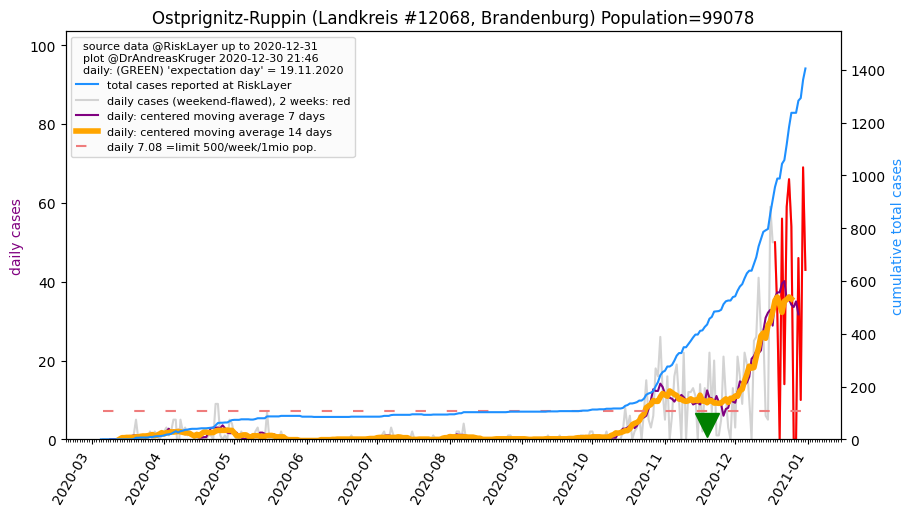 Ostprignitz-Ruppin (Landkreis #12068, Brandenburg) Population=99078
source data @RiskLayer up to 2020-12-31
plot @DrAndreasKruger 2020-12-30 21:46
daily: (GREEN) 'expectation day' = 19.11.2020
total cases reported at RiskLayer
daily cases (weekend-flawed), 2 weeks: red
daily: centered moving average 7 days
daily: centered moving average 14 days
daily 7.08 =limit 500/week/1mio pop.
daily cases
100
80
60
40
20
0
cumulative total cases
1400
1200
1000
800
600
400
200
0
2020-03
2020-04
2020-05
2020-06
2020-07
2020-08
2020-09
2020-10
2020-11
2020-12
2021-01